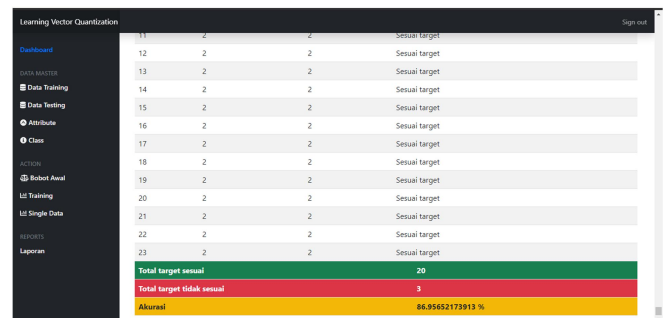 Learning Vector Quantization
Sign out
Dashboard
DATA MASTER
Data Training
Data Testing
Attribute
Class
ACTION
Bobot Awal
Training
Single Data
REPORTS
Laporan
11 2 2 Sesuai target
12 2 2 Sesuai target
13 2 2 Sesuai target
14 2 2 Sesuai target
15 2 2 Sesuai target
16 2 2 Sesuai target
17 2 2 Sesuai target
18 2 2 Sesuai target
19 2 2 Sesuai target
20 2 2 Sesuai target
21 2 2 Sesuai target
22 2 2 Sesuai target
23 2 2 Sesuai target
Total target sesuai 20
Total target tidak sesuai 3
Akurasi 86.95652173913 %